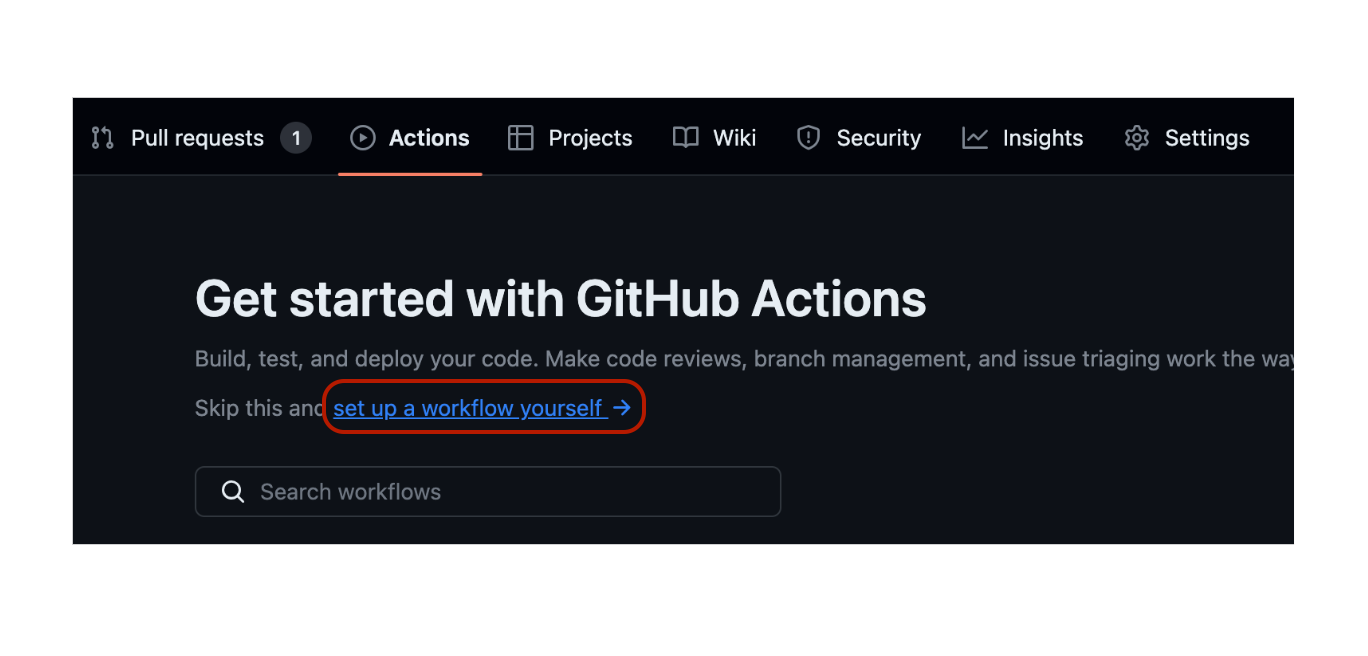 Pull requests 1 Actions Projects Wiki Security Insights Settings
Get started with GitHub Actions
Build, test, and deploy your code. Make code reviews, branch management, and issue triaging work the way
Skip this and set up a workflow yourself →
Search workflows